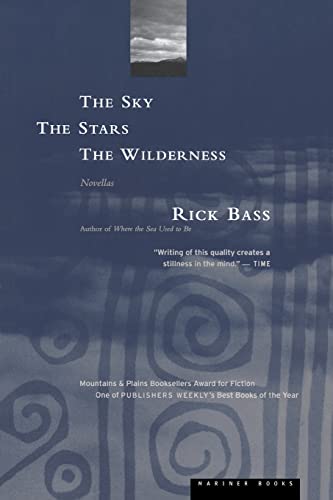 THE SKY
THE STARS
THE WILDERNESS
Novellas
RICK BASS
Author of Where the Sea Used to Be
"Writing of this quality creates a
stillness in the mind." — TIME
Mountains & Plains Booksellers Award for Fiction
One of PUBLISHERS WEEKLY's Best Books of the Year
MARINER BOOKS